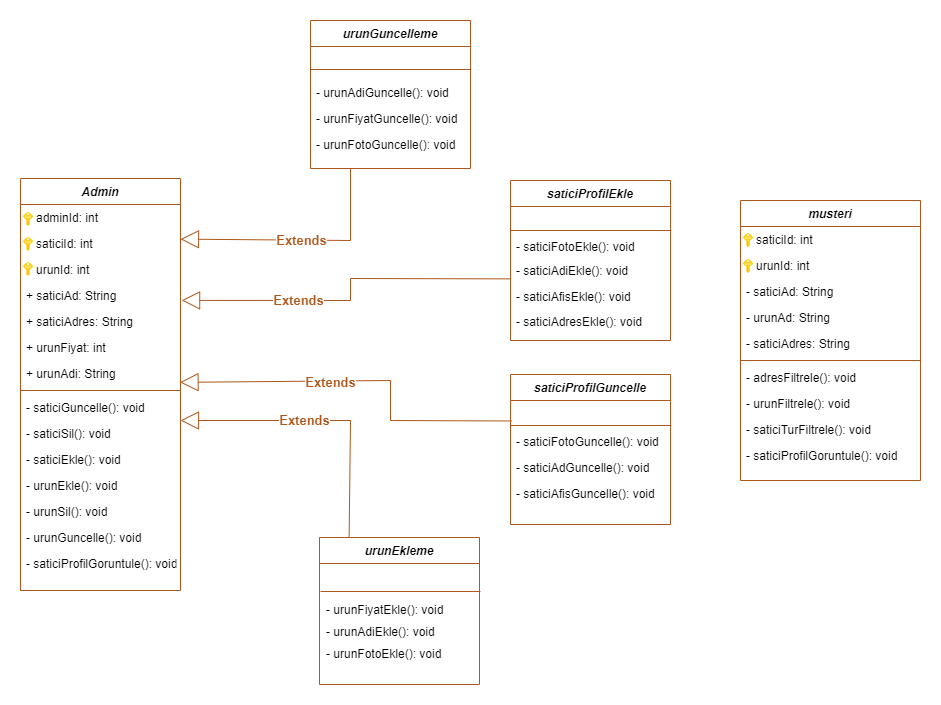 urunGuncelleme
- urunAdiGuncelle(): void
- urunFiyatGuncelle(): void
- urunFotoGuncelle(): void
Admin
adminId: int
saticiId: int
urunId: int
+ saticiAd: String
+ saticiAdres: String
+ urunFiyat: int
+ urunAdi: String
- saticiGuncelle(): void
- saticiSil(): void
- saticiEkle(): void
- urunEkle(): void
- urunSil(): void
- urunGuncelle(): void
- saticiProfilGoruntule(): void
Extends
Extends
Extends
Extends
saticiProfilEkle
- saticiFotoEkle(): void
- saticiAdiEkle(): void
- saticiAfisEkle(): void
- saticiAdresEkle(): void
saticiProfilGuncelle
- saticiFotoGuncelle(): void
- saticiAdGuncelle(): void
- saticiAfisGuncelle(): void
urunEkleme
- urunFiyatEkle(): void
- urunAdiEkle(): void
- urunFotoEkle(): void
musteri
saticiId: int
urunId: int
- saticiAd: String
- urunAd: String
- saticiAdres: String
- adresFiltrele(): void
- urunFiltrele(): void
- saticiTurFiltrele(): void
- saticiProfilGoruntule(): void